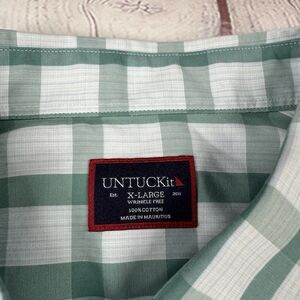 UNTUCKit
Est. X-LARGE 2011
WRINKLE FREE
100% COTTON
MADE IN MAURITIUS